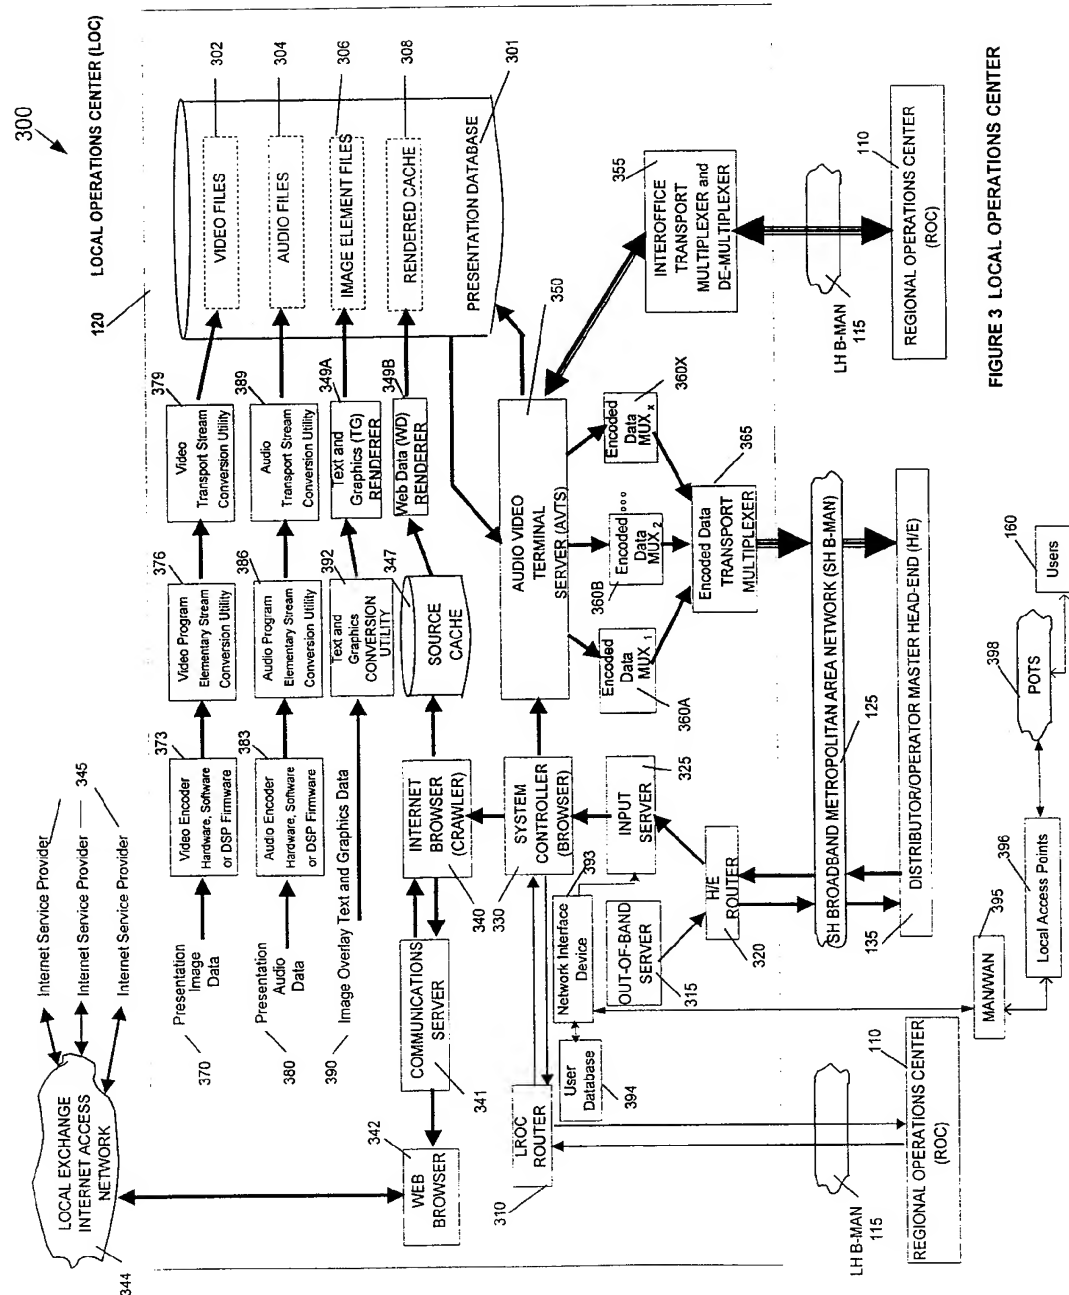 300
LOCAL OPERATIONS CENTER (LOC)
120
LOCAL EXCHANGE
INTERNET ACCESS
NETWORK
344
Internet Service Provider
Internet Service Provider
Internet Service Provider
345
Presentation
Image
Data
370
373
Video Encoder
Hardware, Software
or DSP Firmware
376
Video Program
Elementary Stream
Conversion Utility
379
Video
Transport Stream
Conversion Utility
302
VIDEO FILES
Presentation
Audio
Data
380
383
Audio Encoder
Hardware, Software
or DSP Firmware
386
Audio Program
Elementary Stream
Conversion Utility
389
Audio
Transport Stream
Conversion Utility
304
AUDIO FILES
390
Image Overlay Text and Graphics Data
392
Text and
Graphics
CONVERSION
UTILITY
349A
Text and
Graphics (TG)
RENDERER
306
IMAGE ELEMENT FILES
342
WEB
BROWSER
COMMUNICATIONS
SERVER
341
INTERNET
BROWSER
(CRAWLER)
340
347
SOURCE
CACHE
349B
Web Data (WD)
RENDERER
308
RENDERED CACHE
PRESENTATION DATABASE
301
LROC
ROUTER
310
SYSTEM
CONTROLLER
(BROWSER)
330
AUDIO VIDEO
TERMINAL
SERVER (AVTS)
350
User
Database
394
Network Interface
Device
393
OUT-OF-BAND
SERVER
315
INPUT
SERVER
325
H/E
ROUTER
320
Encoded
Data
MUX 1
360A
Encoded
Data
MUX 2
360B
Encoded
Data
MUX x
360X
Encoded Data
TRANSPORT
MULTIPLEXER
365
INTEROFFICE
TRANSPORT
MULTIPLEXER and
DE-MULTIPLEXER
355
LH B-MAN
115
REGIONAL OPERATIONS CENTER
(ROC)
110
SH BROADBAND METROPOLITAN AREA NETWORK (SH B-MAN)
125
DISTRIBUTOR/OPERATOR MASTER HEAD-END (H/E)
135
LH B-MAN
115
REGIONAL OPERATIONS CENTER
(ROC)
110
MAN/WAN
395
Local Access Points
396
POTS
398
Users
160
FIGURE 3 LOCAL OPERATIONS CENTER